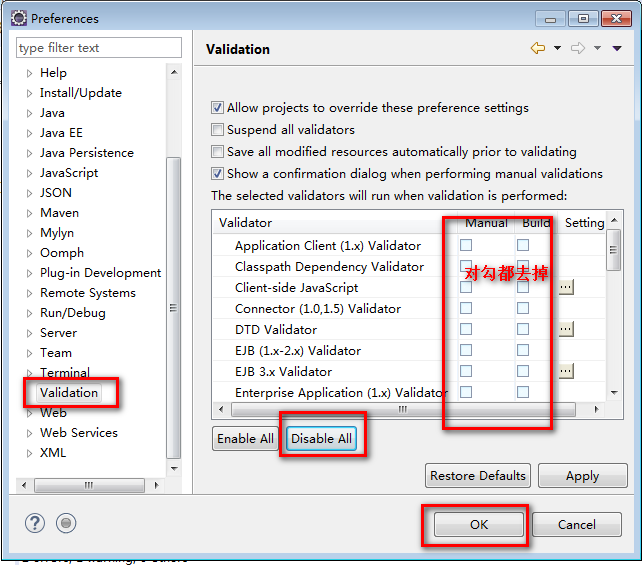 Preferences
type filter text
Validation
Help
Install/Update
Java
Java EE
Java Persistence
JavaScript
JSON
Maven
Mylyn
Oomph
Plug-in Development
Remote Systems
Run/Debug
Server
Team
Terminal
Validation
Web
Web Services
XML
Allow projects to override these preference settings
Suspend all validators
Save all modified resources automatically prior to validating
Show a confirmation dialog when performing manual validations
The selected validators will run when validation is performed:
Validator Manual Build Setting
Application Client (1.x) Validator
Classpath Dependency Validator
对勾都去掉
Client-side JavaScript ...
Connector (1.0,1.5) Validator
DTD Validator ...
EJB (1.x-2.x) Validator
EJB 3.x Validator ...
Enterprise Application (1.x) Validator
Enable All Disable All
Restore Defaults Apply
? OK Cancel